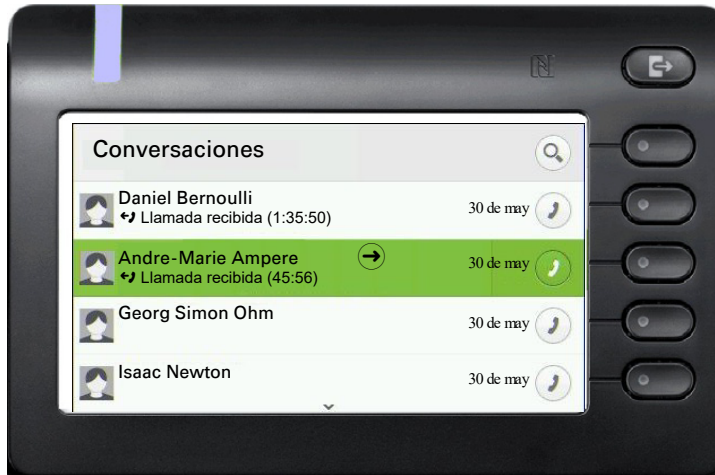 Conversaciones
Daniel Bernoulli
Llamada recibida (1:35:50)
30 de may
Andre-Marie Ampere
Llamada recibida (45:56)
30 de may
Georg Simon Ohm
30 de may
Isaac Newton
30 de may